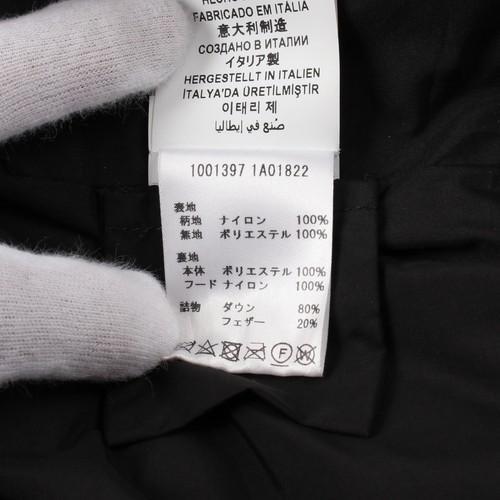 FABRICADO EM ITÁLIA
意大利制造
СОЗДАНО В ИТАЛИИ
イタリア製
HERGESTELLT IN ITALIEN
İTALYA'DA ÜRETİLMİŞTİR
이태리 제
صُنع في إيطاليا
1001397 1A01822
表地
柄地 ナイロン 100%
無地 ポリエステル 100%
裏地
本体 ポリエステル 100%
フード ナイロン 100%
詰物 ダウン 80%
フェザー 20%
F W